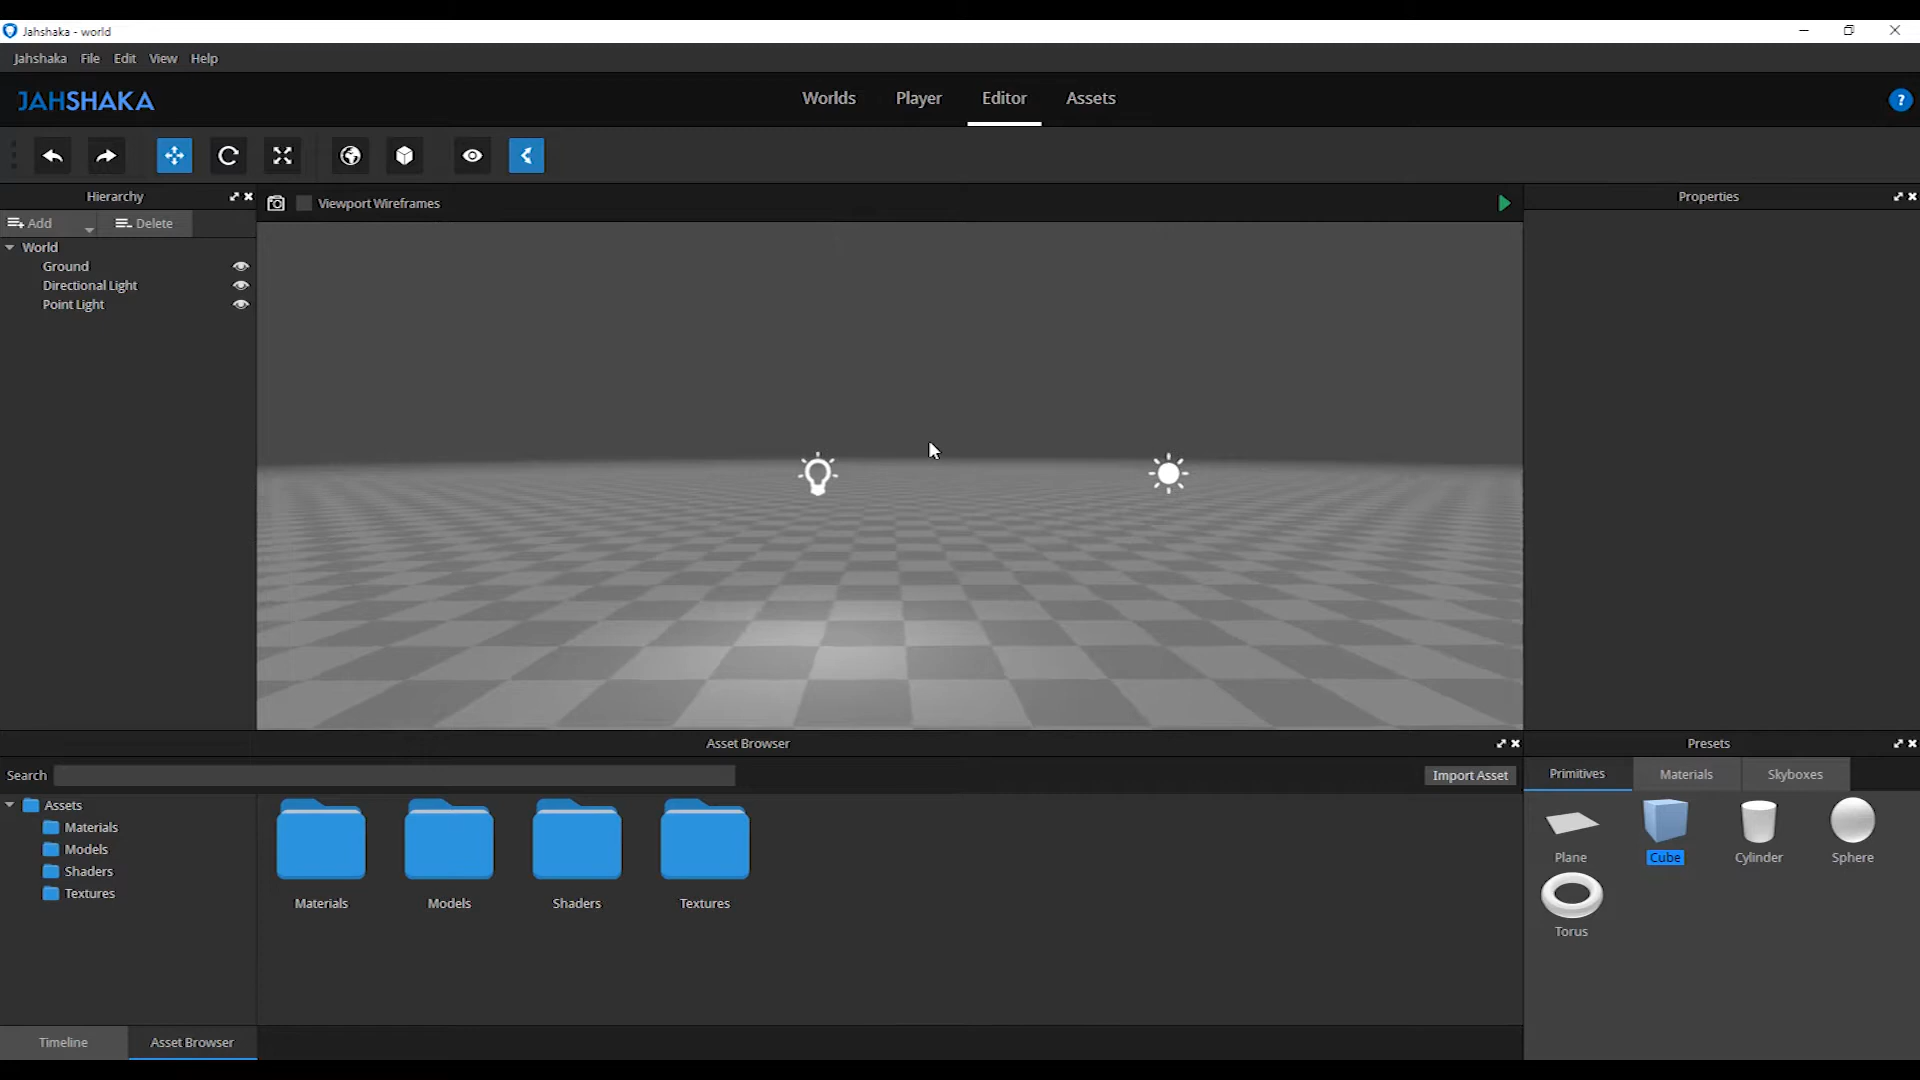 Jahshaka - world
Jahshaka File Edit View Help
JAHSHAKA
Worlds Player Editor Assets
?
Hierarchy
Viewport Wireframes
Properties
Add Delete
World
Ground
Directional Light
Point Light
Asset Browser
Presets
Search
Import Asset
Primitives Materials Skyboxes
Assets
Materials
Models
Shaders
Textures
Materials Models Shaders Textures
Plane Cube Cylinder Sphere
Torus
Timeline Asset Browser